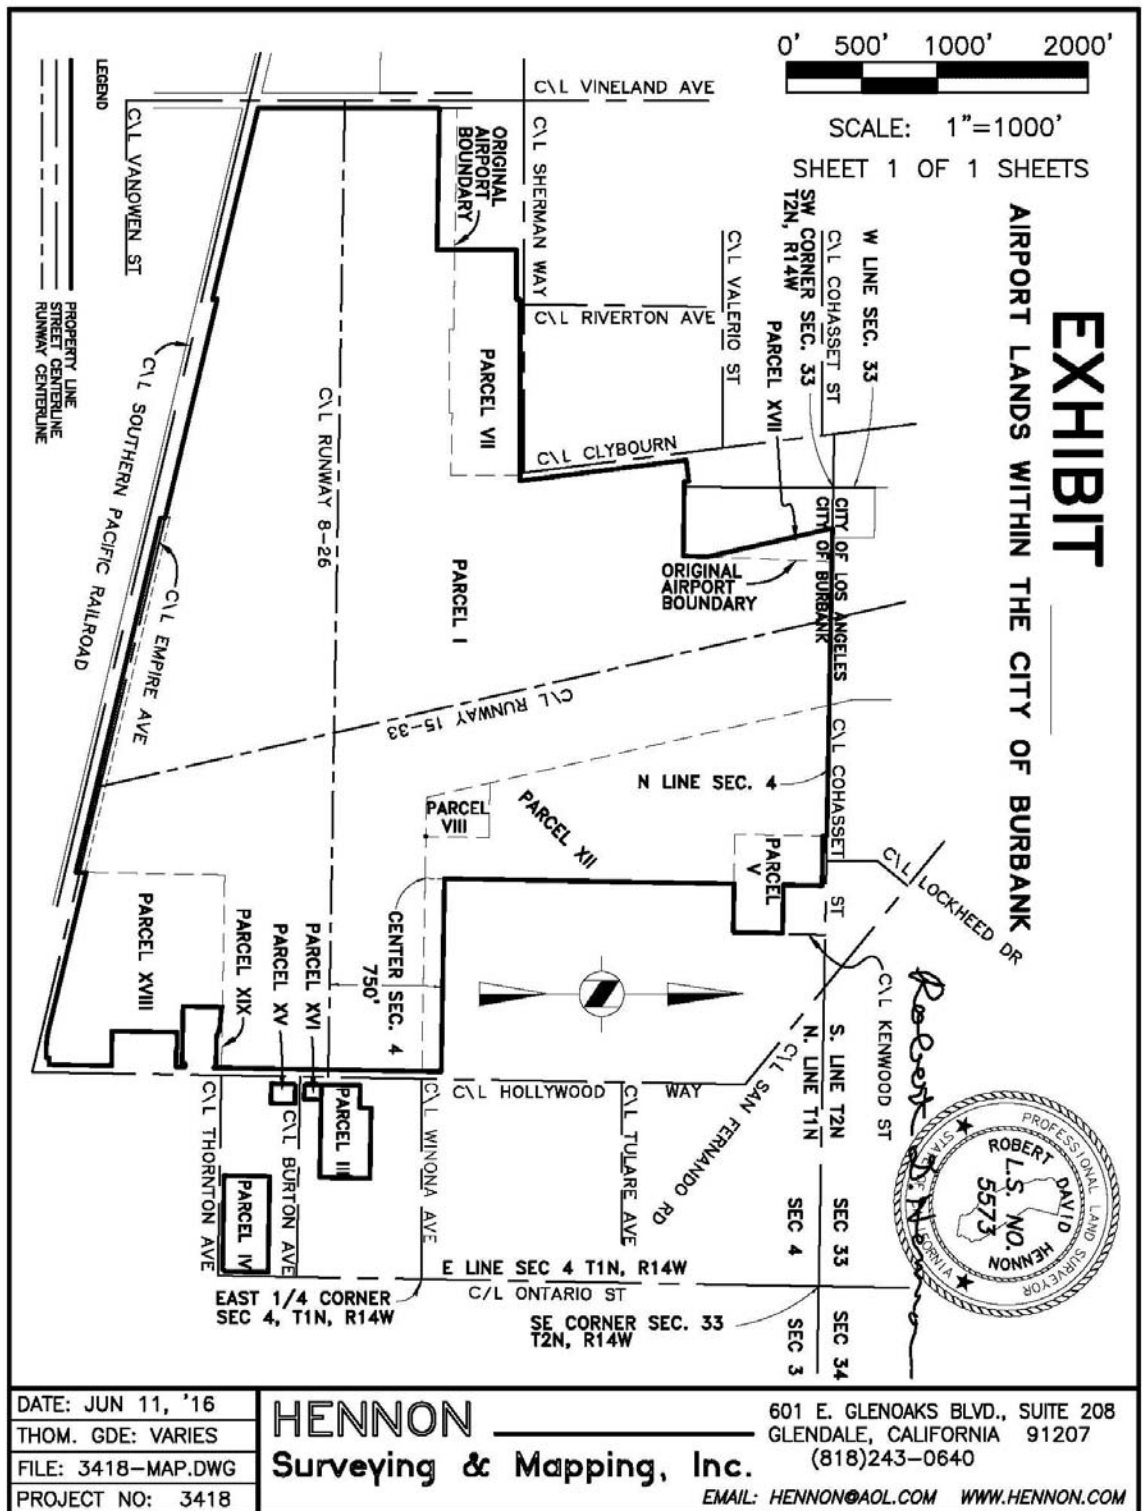 0' 500' 1000' 2000'
SCALE: 1"=1000'
SHEET 1 OF 1 SHEETS
EXHIBIT
AIRPORT LANDS WITHIN THE CITY OF BURBANK
C\L VINELAND AVE
C\L SHERMAN WAY
C\L VANOWEN ST
ORIGINAL
AIRPORT
BOUNDARY
C\L RIVERTON AVE
C\L VALERIO ST
C\L COHASSET ST
W LINE SEC. 33
SW CORNER SEC. 33
T2N, R14W
PARCEL XVII
PARCEL VII
C\L CLYBOURN
C\L RUNWAY 8-26
LEGEND
PROPERTY LINE
STREET CENTERLINE
RUNWAY CENTERLINE
C\L SOUTHERN PACIFIC RAILROAD
C\L EMPIRE AVE
PARCEL I
CITY OF LOS ANGELES
CITY OF BURBANK
ORIGINAL
AIRPORT
BOUNDARY
C\L RUNWAY 15-33
N LINE SEC. 4
C\L COHASSET ST
PARCEL
VIII
PARCEL XII
PARCEL
V
C\L LOCKHEED DR
C\L KENWOOD ST
C\L SAN FERNANDO RD
CENTER SEC. 4
750'
PARCEL XVIII
PARCEL XIX
PARCEL XV
PARCEL XVI
C\L HOLLYWOOD WAY
S. LINE T2N
N. LINE T1N
C\L THORNTON AVE
C\L BURTON AVE
C\L WINONA AVE
C\L TULARE AVE
PARCEL III
PARCEL IV
SEC 33
SEC 4
E LINE SEC 4 T1N, R14W
C/L ONTARIO ST
EAST 1/4 CORNER
SEC 4, T1N, R14W
SE CORNER SEC. 33
T2N, R14W
SEC 34
SEC 3
Robert D. Hennon
PROFESSIONAL LAND SURVEYOR
STATE OF CALIFORNIA
ROBERT DAVID HENNON
L.S. NO.
5573
DATE: JUN 11, '16
THOM. GDE: VARIES
FILE: 3418-MAP.DWG
PROJECT NO: 3418
HENNON
Surveying & Mapping, Inc.
601 E. GLENOAKS BLVD., SUITE 208
GLENDALE, CALIFORNIA 91207
(818)243-0640
EMAIL: HENNON@AOL.COM WWW.HENNON.COM